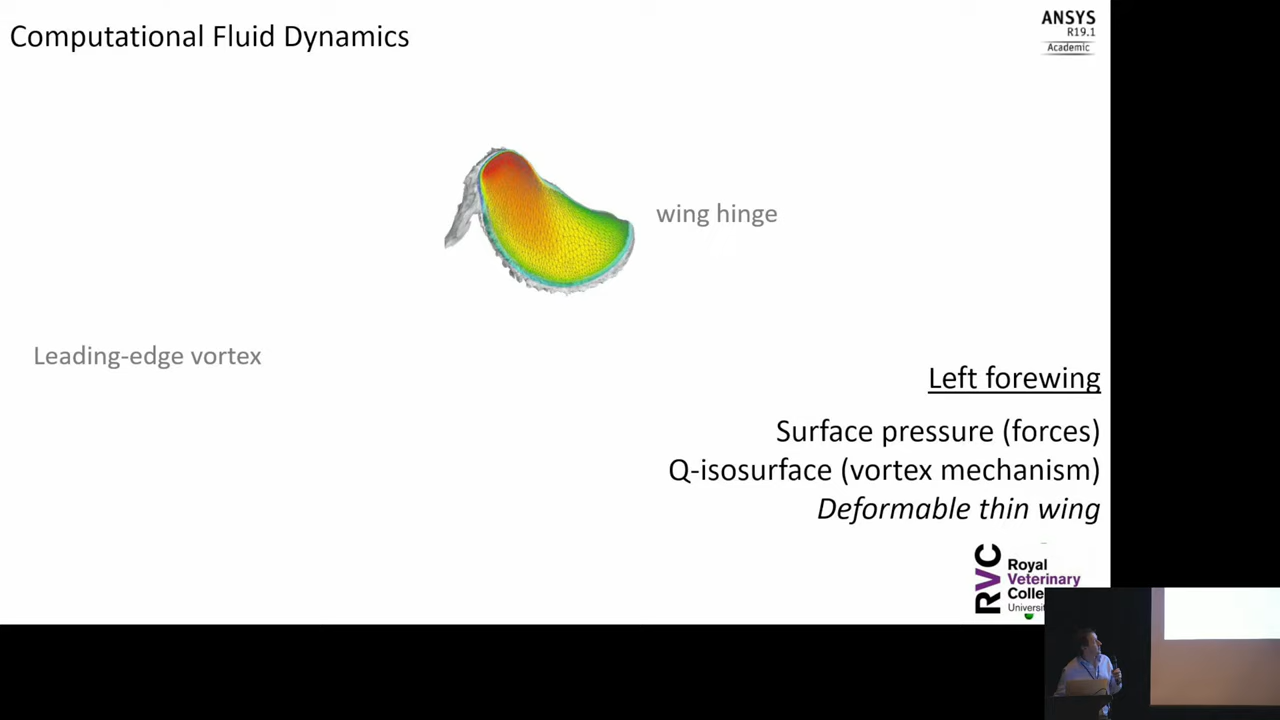 Computational Fluid Dynamics
ANSYS
R19.1
Academic
wing hinge
Leading-edge vortex
Left forewing
Surface pressure (forces)
Q-isosurface (vortex mechanism)
Deformable thin wing
RVC
Royal
Veterinary